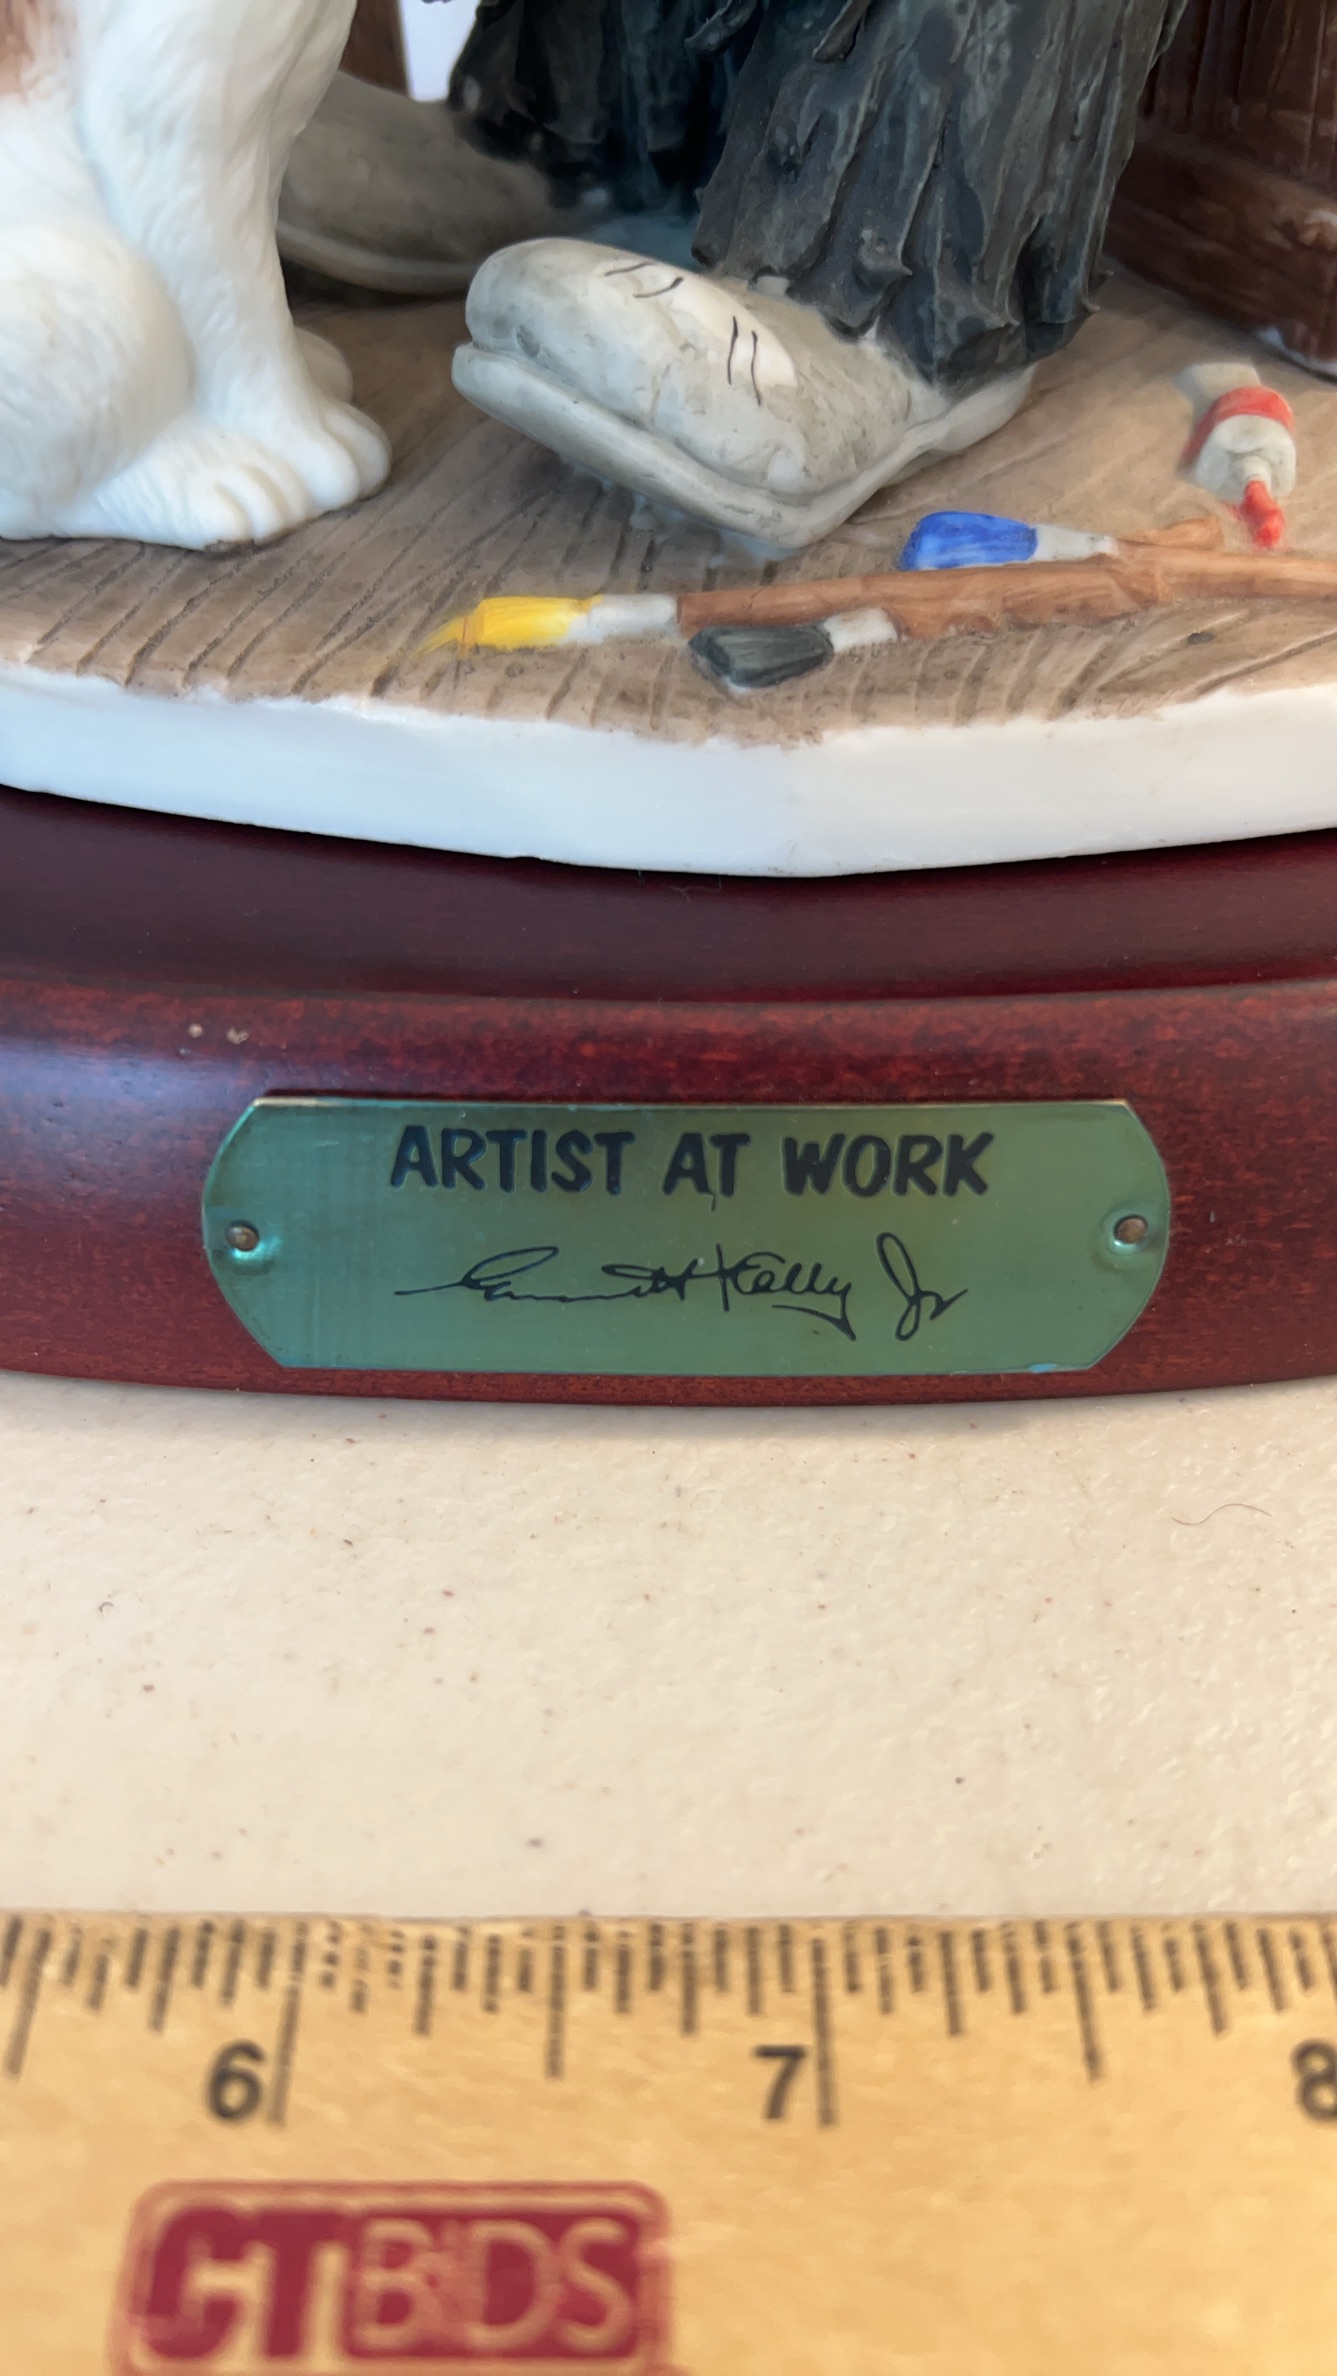 ARTIST AT WORK
Emmett Kelly Jr
6 7 8
CTBIDS